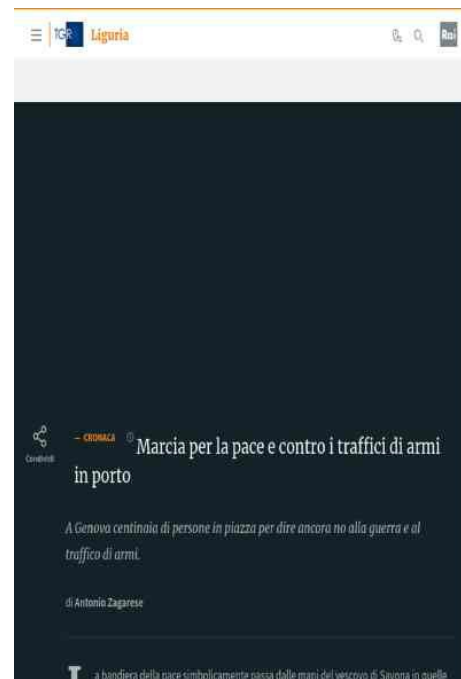 TGR Liguria
Rai
Condividi
– CRONACA
Marcia per la pace e contro i traffici di armi
in porto
A Genova centinaia di persone in piazza per dire ancora no alla guerra e al
traffico di armi.
di Antonio Zagarese
La bandiera della pace simbolicamente passa dalle mani del vescovo di Savona in quelle